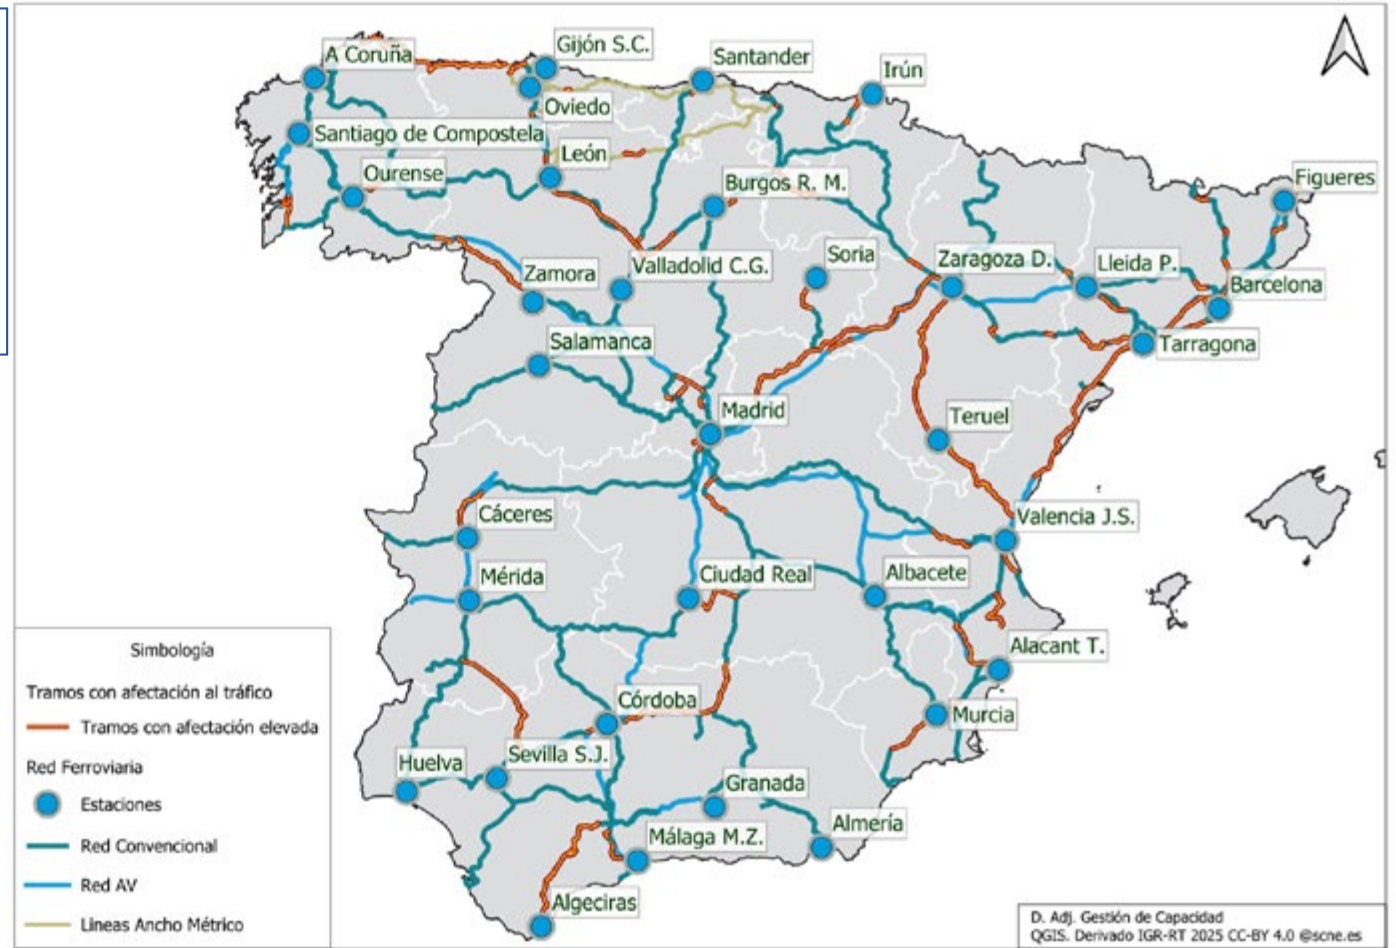 Gijón S.C.
A Coruña
Santander
Irún
Oviedo
Santiago de Compostela
León
Ourense
Burgos R. M.
Figueres
Soria
Zaragoza D.
Lleida P.
Zamora
Valladolid C.G.
Barcelona
Salamanca
Tarragona
Madrid
Teruel
Cáceres
Valencia J.S.
Mérida
Ciudad Real
Albacete
Alacant T.
Córdoba
Murcia
Huelva
Sevilla S.J.
Granada
Málaga M.Z.
Almería
Algeciras
Simbología
Tramos con afectación al tráfico
Tramos con afectación elevada
Red Ferroviaria
Estaciones
Red Convencional
Red AV
Lineas Ancho Métrico
D. Adj. Gestión de Capacidad
QGIS. Derivado IGR-RT 2025 CC-BY 4.0 @scne.es